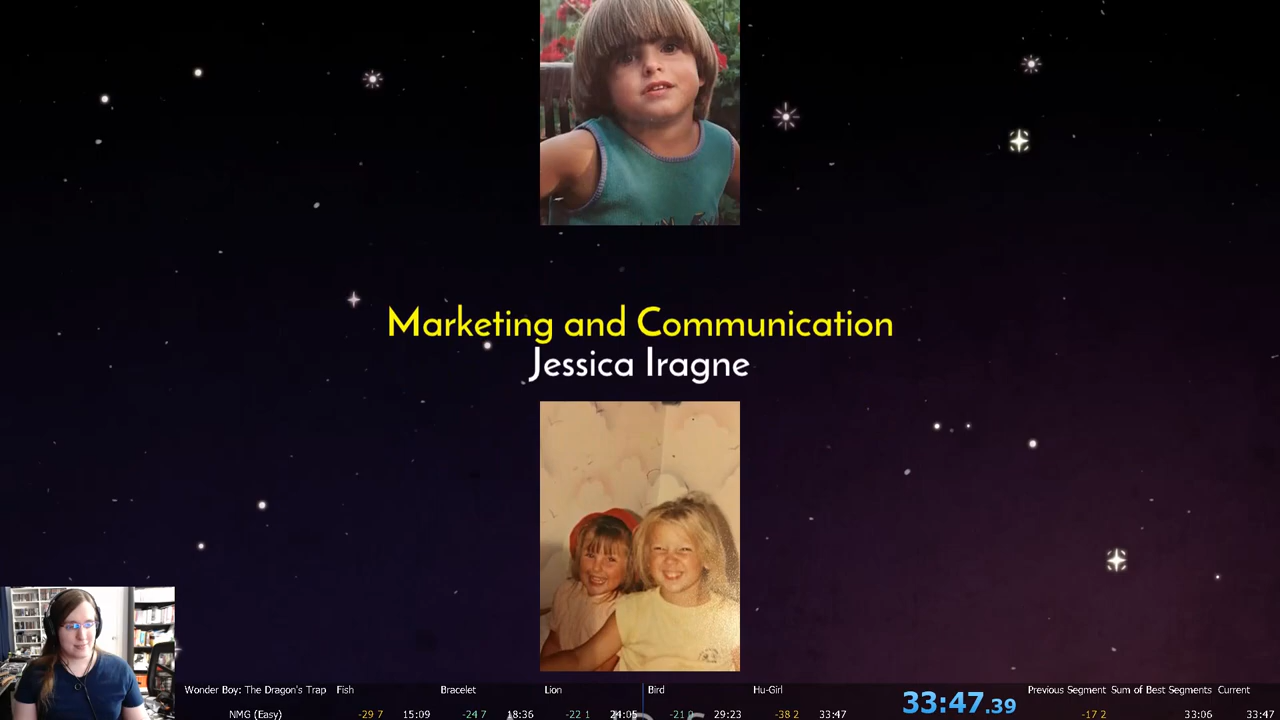 Marketing and Communication
Jessica Iragne
Wonder Boy: The Dragon's Trap Fish Bracelet Lion Bird Hu-Girl 33:47.39 Previous Segment Sum of Best Segments Current
NMG (Easy) -29 7 15:09 -24 7 18:36 -22 1 24:05 29:23 -38 2 33:47 -17 2 33:06 33:47